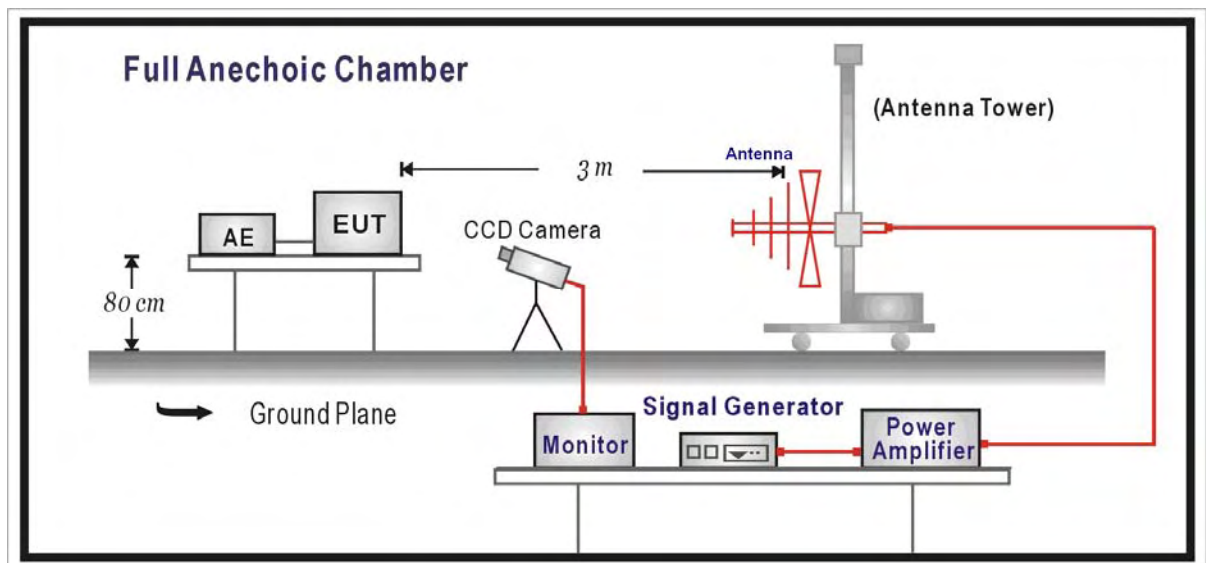 Full Anechoic Chamber
(Antenna Tower)
Antenna
3 m
AE
EUT
CCD Camera
80 cm
Ground Plane
Signal Generator
Monitor
Power
Amplifier